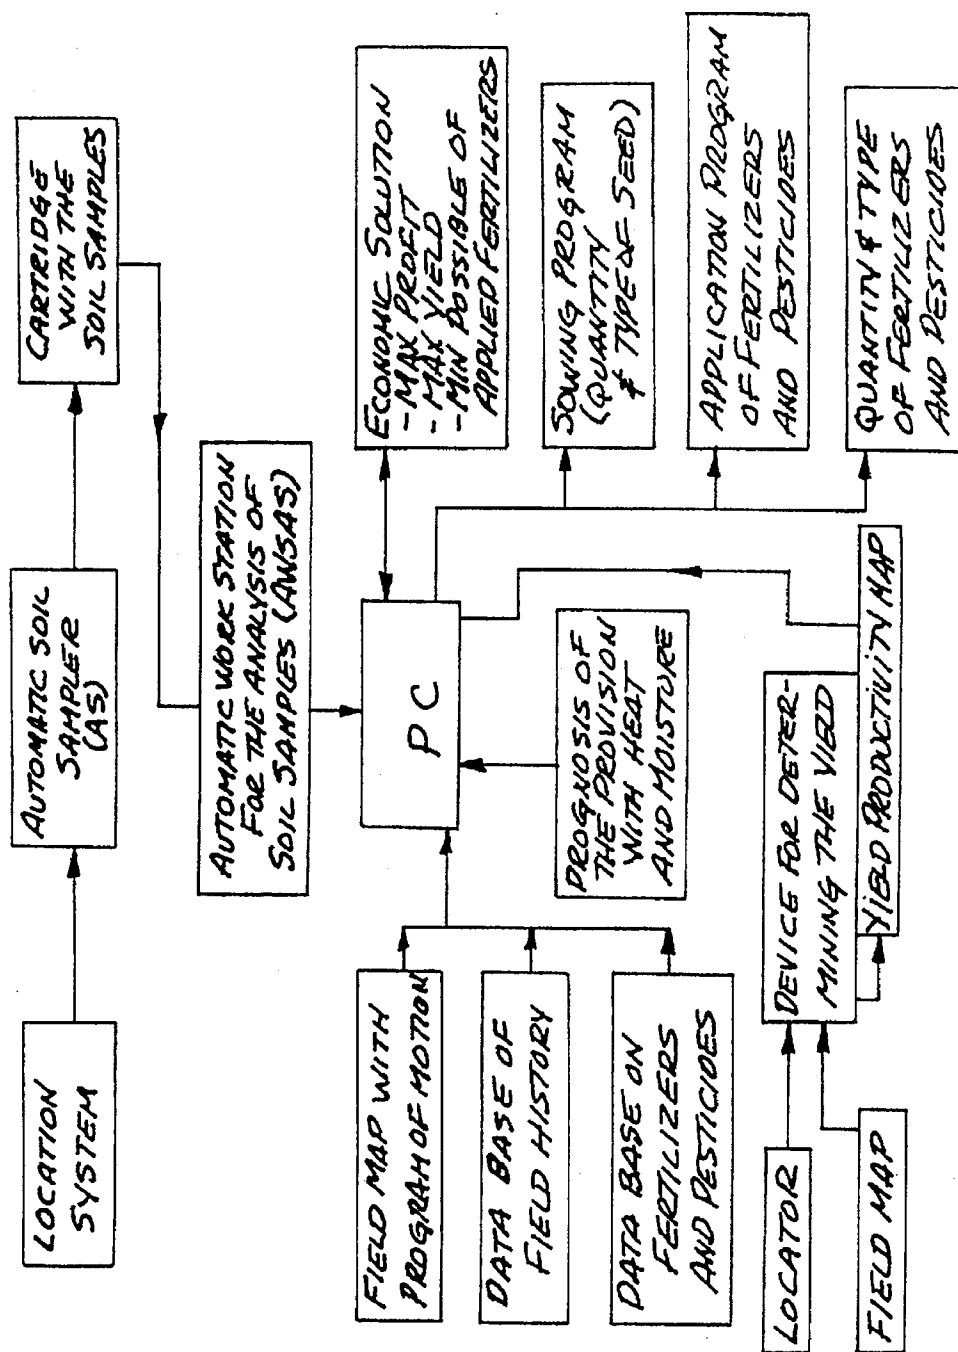 LOCATION
SYSTEM
AUTOMATIC SOIL
SAMPLER
(AS)
CARTRIDGE
WITH THE
SOIL SAMPLES
AUTOMATIC WORK STATION
FOR THE ANALYSIS OF
SOIL SAMPLES (AWSAS)
FIELD MAP WITH
PROGRAM OF MOTION
DATA BASE OF
FIELD HISTORY
DATA BASE ON
FERTILIZERS
AND PESTICIDES
PC
PROGNOSIS OF
THE PROVISION
WITH HEAT
AND MOISTURE
ECONOMIC SOLUTION
- MAX PROFIT
- MAX YIELD
- MIN POSSIBLE OF
APPLIED FERTILIZERS
SOWING PROGRAM
(QUANTITY
& TYPE OF SEED)
APPLICATION PROGRAM
OF FERTILIZERS
AND PESTICIDES
QUANTITY & TYPE
OF FERTILIZERS
AND PESTICIDES
LOCATOR
FIELD MAP
DEVICE FOR DETER-
MINING THE YIELD
YIELD PRODUCTIVITY MAP